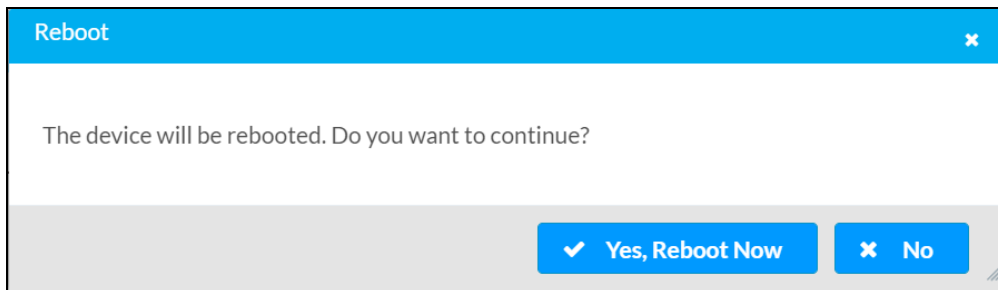 Reboot
The device will be rebooted. Do you want to continue?
Yes, Reboot Now
No